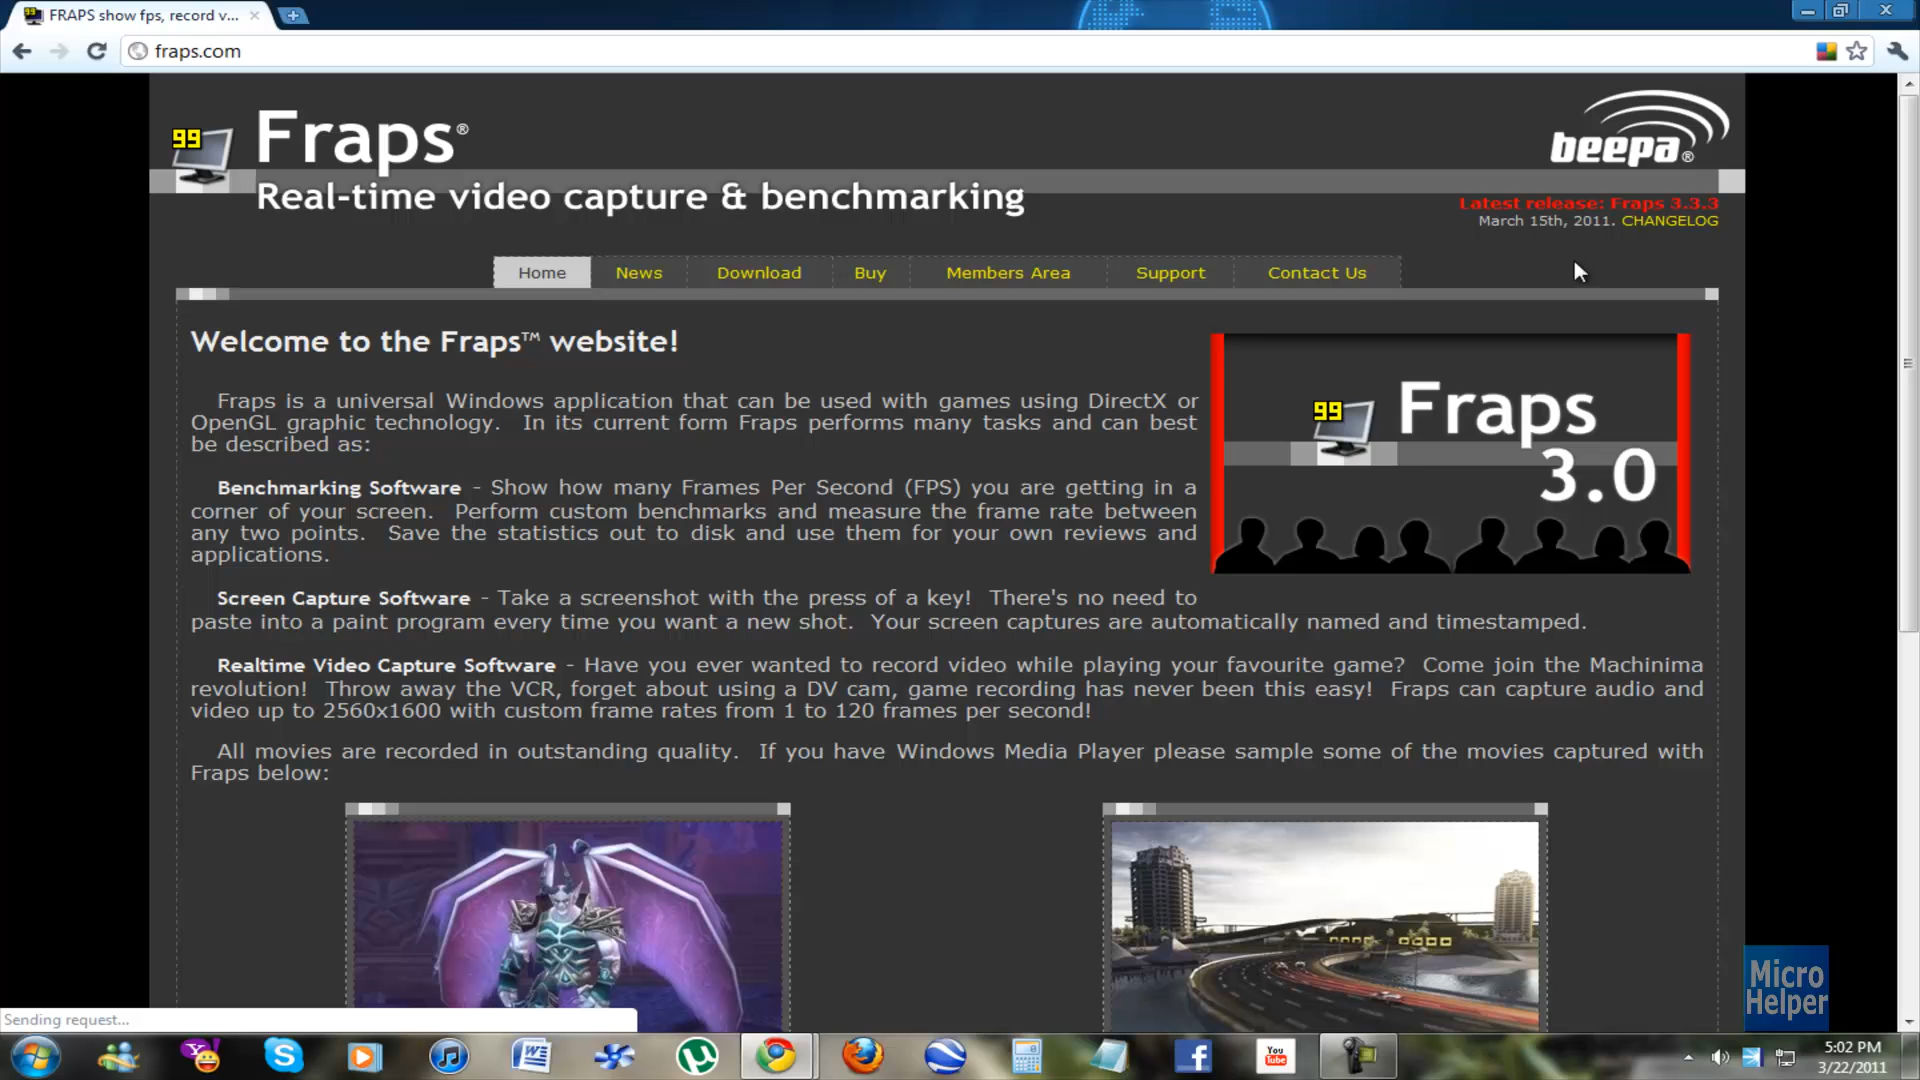 FRAPS show fps, record v...
fraps.com
99
Fraps®
Real-time video capture & benchmarking
beepa®
Latest release: Fraps 3.3.3
March 15th, 2011. CHANGELOG
Home News Download Buy Members Area Support Contact Us
Welcome to the Fraps™ website!
Fraps is a universal Windows application that can be used with games using DirectX or
OpenGL graphic technology. In its current form Fraps performs many tasks and can best
be described as:
Benchmarking Software - Show how many Frames Per Second (FPS) you are getting in a
corner of your screen. Perform custom benchmarks and measure the frame rate between
any two points. Save the statistics out to disk and use them for your own reviews and
applications.
99
Fraps
3.0
Screen Capture Software - Take a screenshot with the press of a key! There's no need to
paste into a paint program every time you want a new shot. Your screen captures are automatically named and timestamped.
Realtime Video Capture Software - Have you ever wanted to record video while playing your favourite game? Come join the Machinima
revolution! Throw away the VCR, forget about using a DV cam, game recording has never been this easy! Fraps can capture audio and
video up to 2560x1600 with custom frame rates from 1 to 120 frames per second!
All movies are recorded in outstanding quality. If you have Windows Media Player please sample some of the movies captured with
Fraps below:
Micro
Helper
Sending request...
You
Tube
5:02 PM
3/22/2011